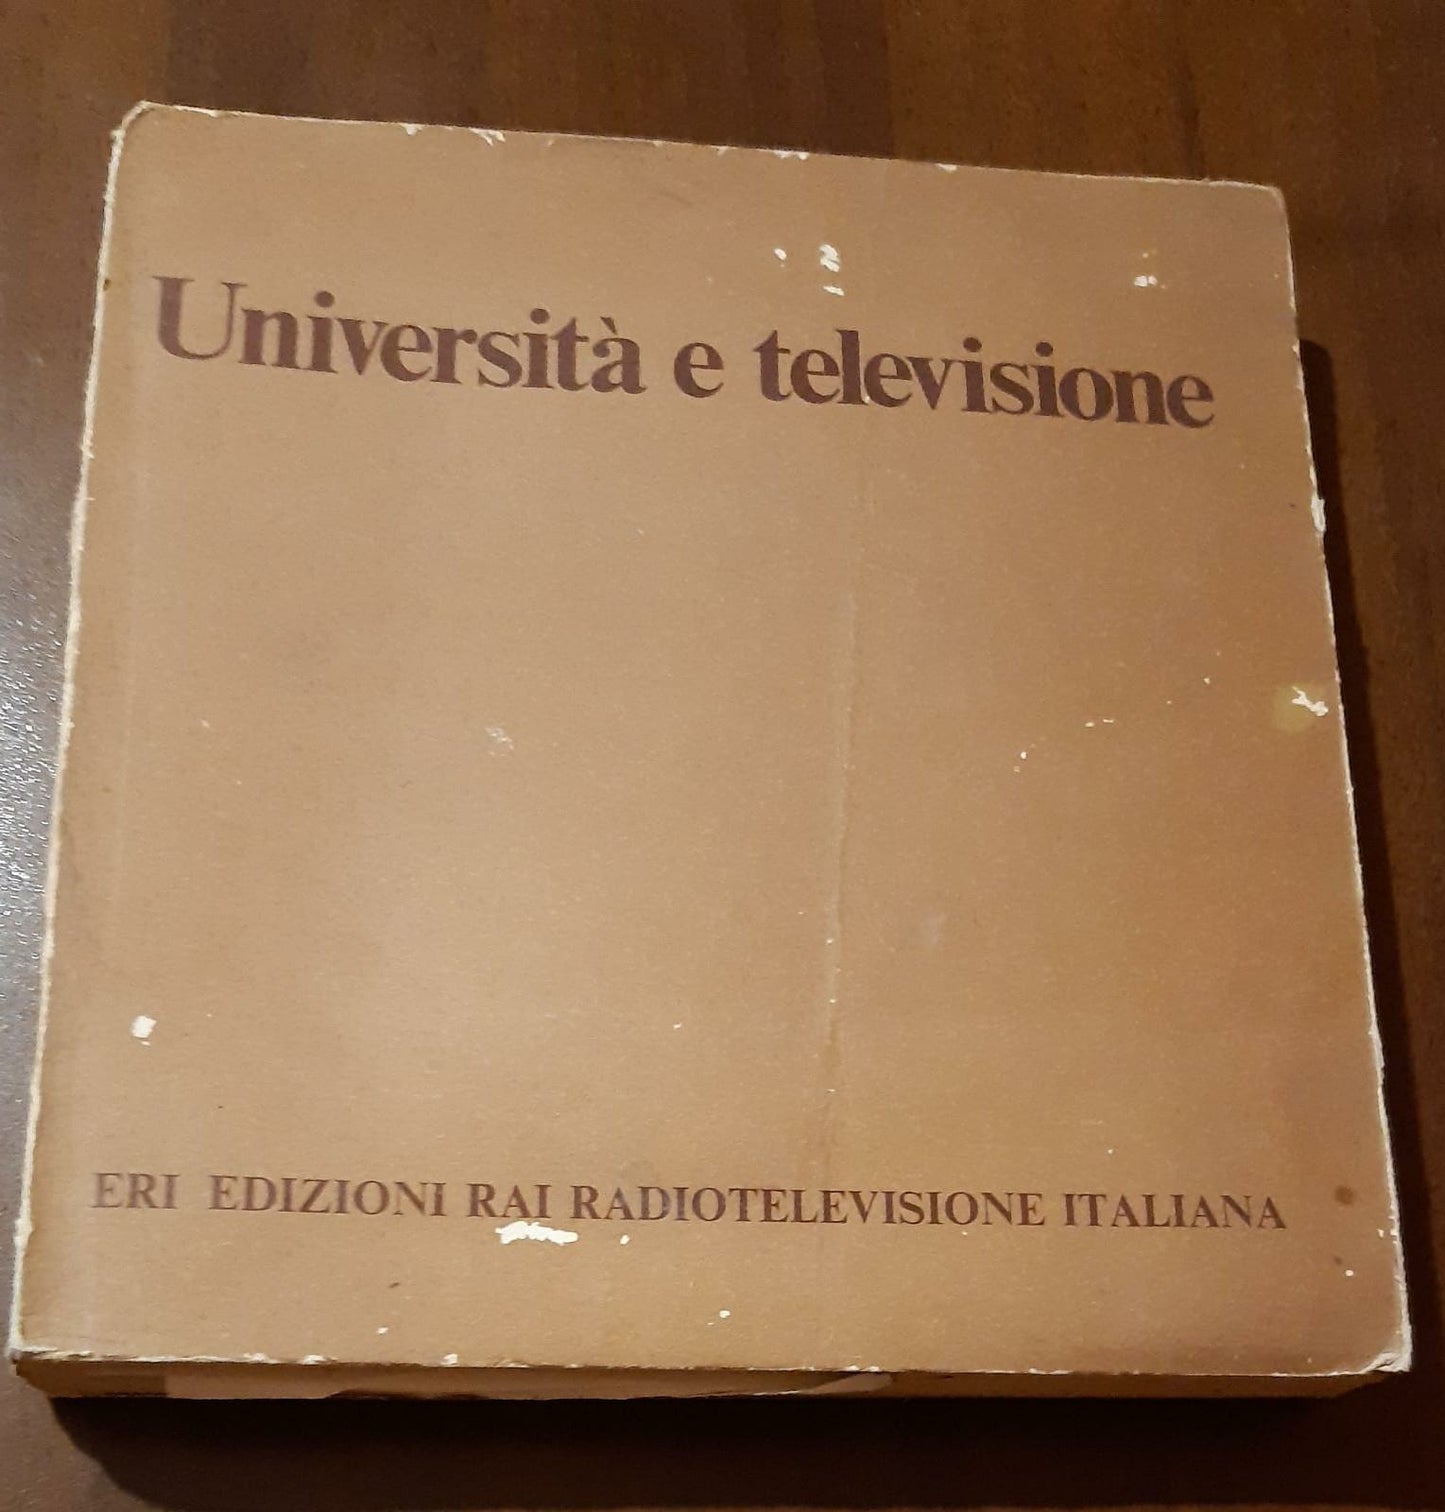 Università e televisione
ERI EDIZIONI RAI RADIOTELEVISIONE ITALIANA